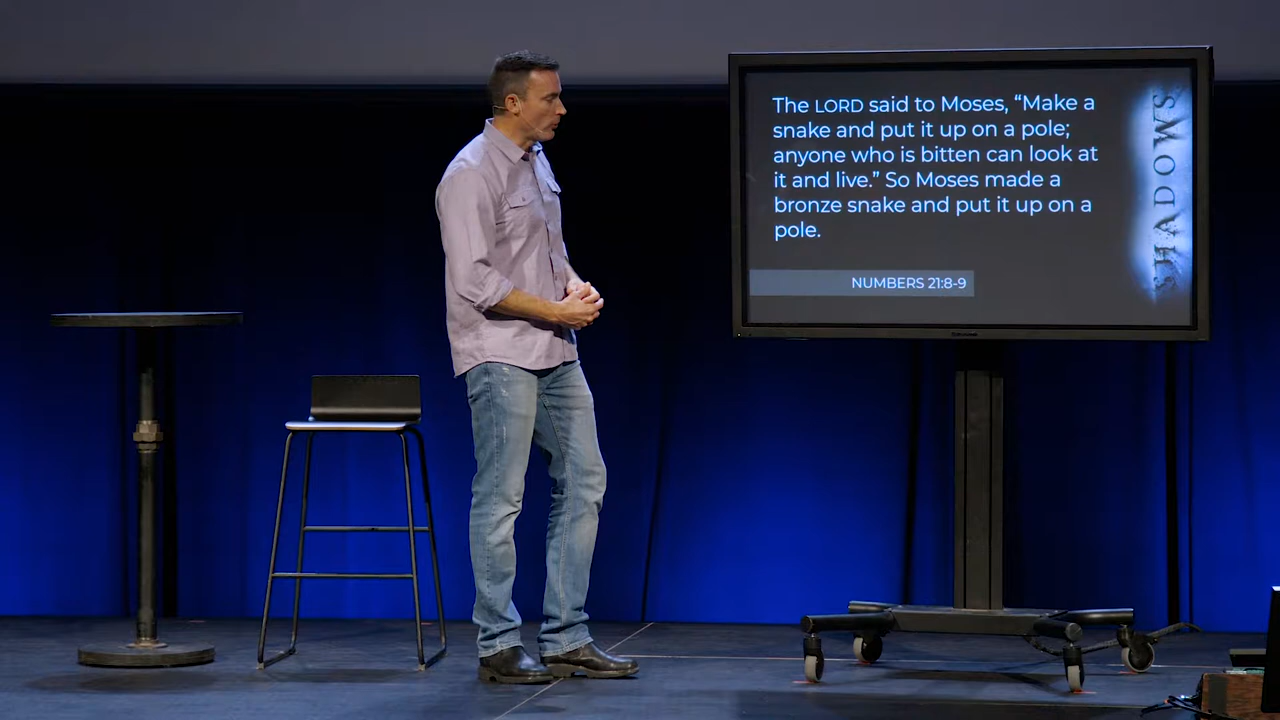 The LORD said to Moses, “Make a
snake and put it up on a pole;
anyone who is bitten can look at
it and live.” So Moses made a
bronze snake and put it up on a
pole.
NUMBERS 21:8-9
SHADOWS